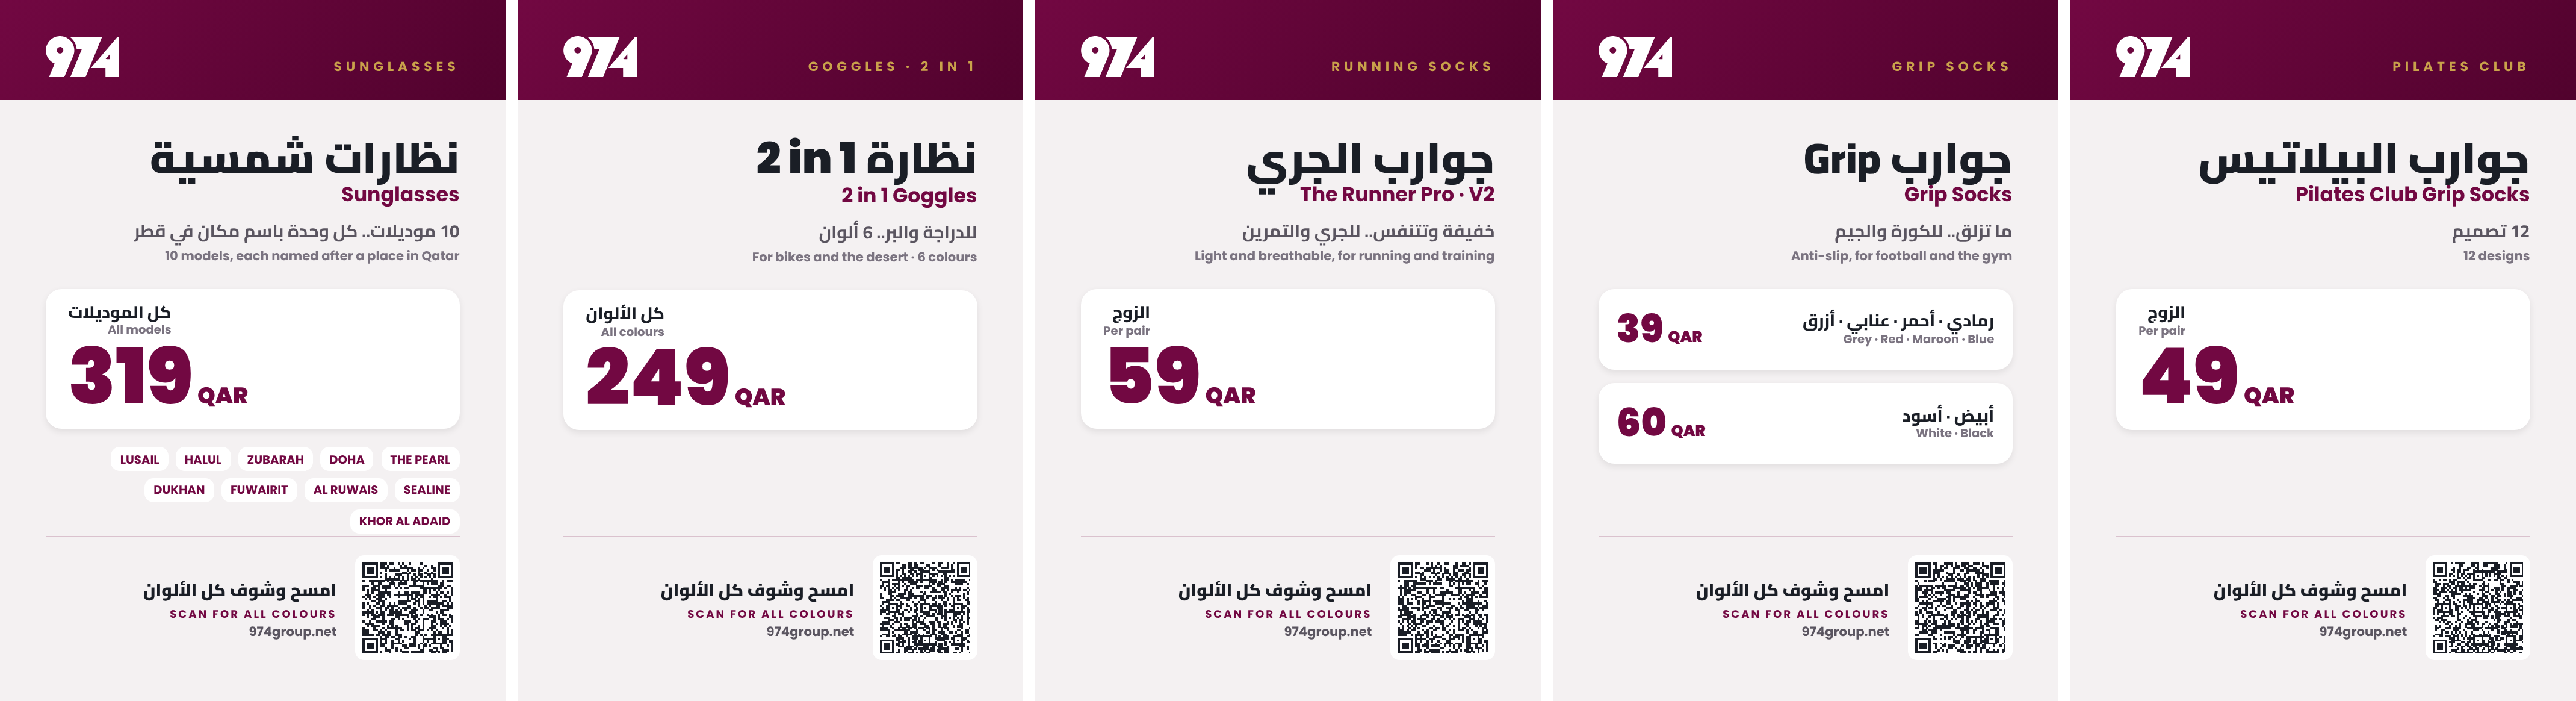 974
SUNGLASSES
نظارات شمسية
Sunglasses
10 موديلات.. كل وحدة باسم مكان في قطر
10 models, each named after a place in Qatar
كل الموديلات
All models
319 QAR
LUSAIL HALUL ZUBARAH DOHA THE PEARL
DUKHAN FUWAIRIT AL RUWAIS SEALINE
KHOR AL ADAID
امسح وشوف كل الألوان
SCAN FOR ALL COLOURS
974group.net
974
GOGGLES · 2 IN 1
نظارة 2 in 1
2 in 1 Goggles
للدراجة والبر.. 6 ألوان
For bikes and the desert · 6 colours
كل الألوان
All colours
249 QAR
امسح وشوف كل الألوان
SCAN FOR ALL COLOURS
974group.net
974
RUNNING SOCKS
جوارب الجري
The Runner Pro · V2
خفيفة وتتنفس.. للجري والتمرين
Light and breathable, for running and training
الزوج
Per pair
59 QAR
امسح وشوف كل الألوان
SCAN FOR ALL COLOURS
974group.net
974
GRIP SOCKS
جوارب Grip
Grip Socks
ما تزلق.. للكورة والجيم
Anti-slip, for football and the gym
رمادي · أحمر · عنابي · أزرق
Grey · Red · Maroon · Blue
39 QAR
أبيض · أسود
White · Black
60 QAR
امسح وشوف كل الألوان
SCAN FOR ALL COLOURS
974group.net
974
PILATES CLUB
جوارب البيلاتيس
Pilates Club Grip Socks
12 تصميم
12 designs
الزوج
Per pair
49 QAR
امسح وشوف كل الألوان
SCAN FOR ALL COLOURS
974group.net